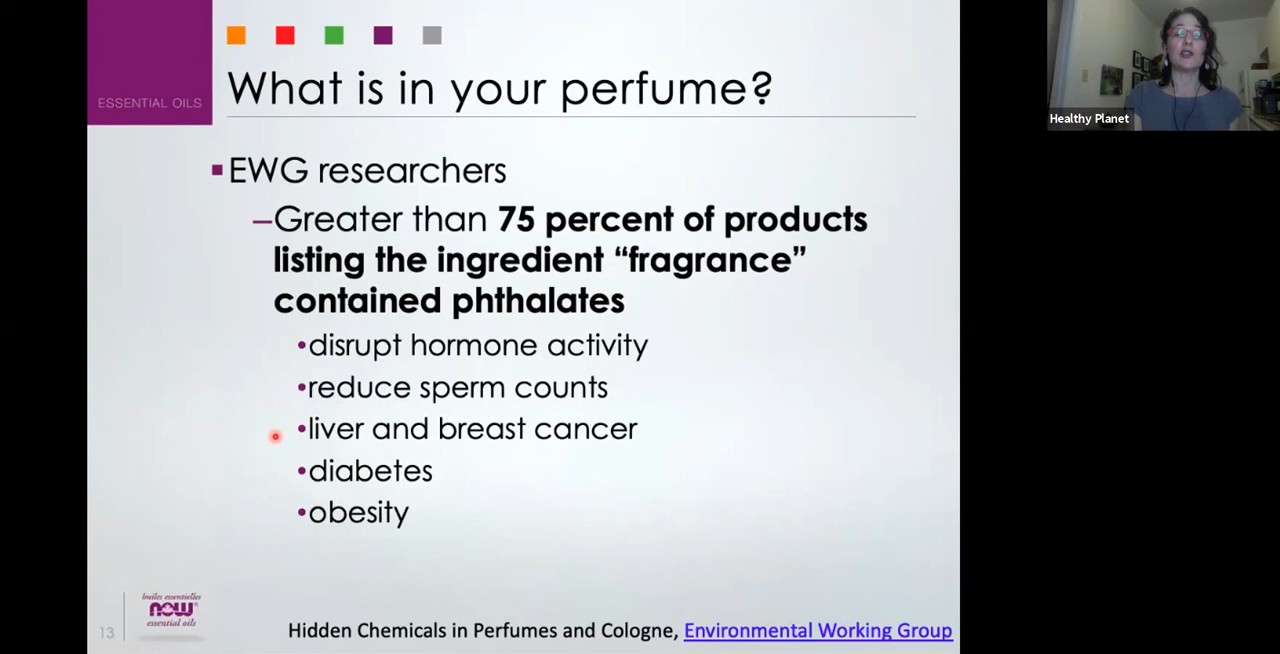 ESSENTIAL OILS
What is in your perfume?
Healthy Planet
▪EWG researchers
–Greater than 75 percent of products
listing the ingredient “fragrance”
contained phthalates
•disrupt hormone activity
•reduce sperm counts
•liver and breast cancer
•diabetes
•obesity
13
huiles essentielles
NOW®
essential oils
Hidden Chemicals in Perfumes and Cologne, Environmental Working Group